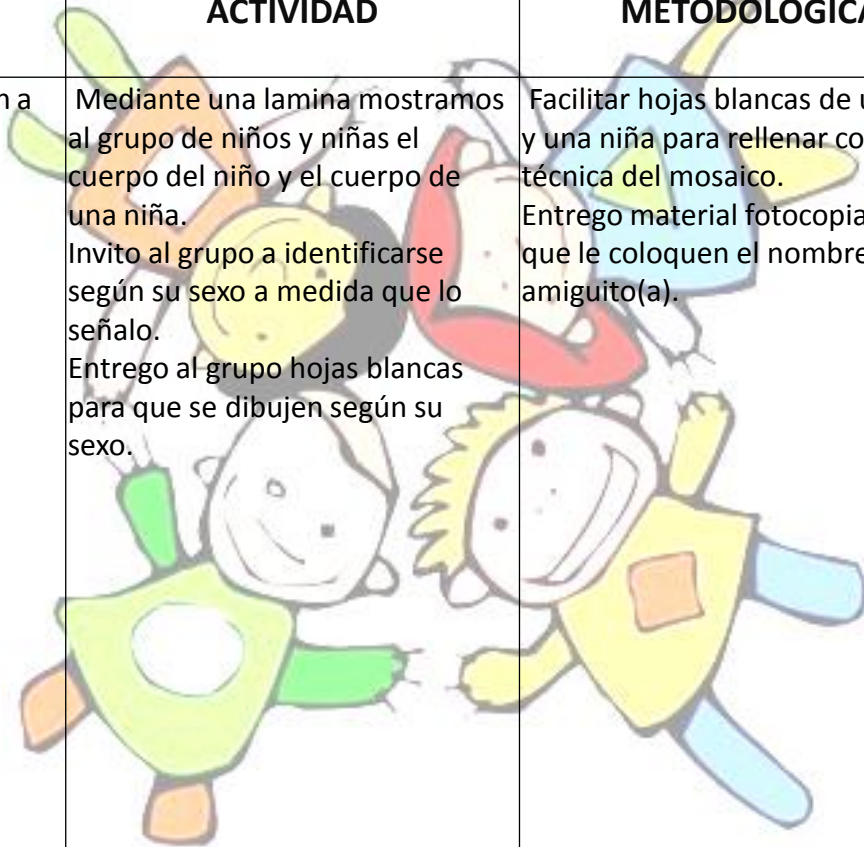 ACTIVIDAD
METODOLÓGICA
n a
Mediante una lamina mostramos
al grupo de niños y niñas el
cuerpo del niño y el cuerpo de
una niña.
Invito al grupo a identificarse
según su sexo a medida que lo
señalo.
Entrego al grupo hojas blancas
para que se dibujen según su
sexo.
Facilitar hojas blancas de u
y una niña para rellenar co
técnica del mosaico.
Entrego material fotocopia
que le coloquen el nombre
amiguito(a).